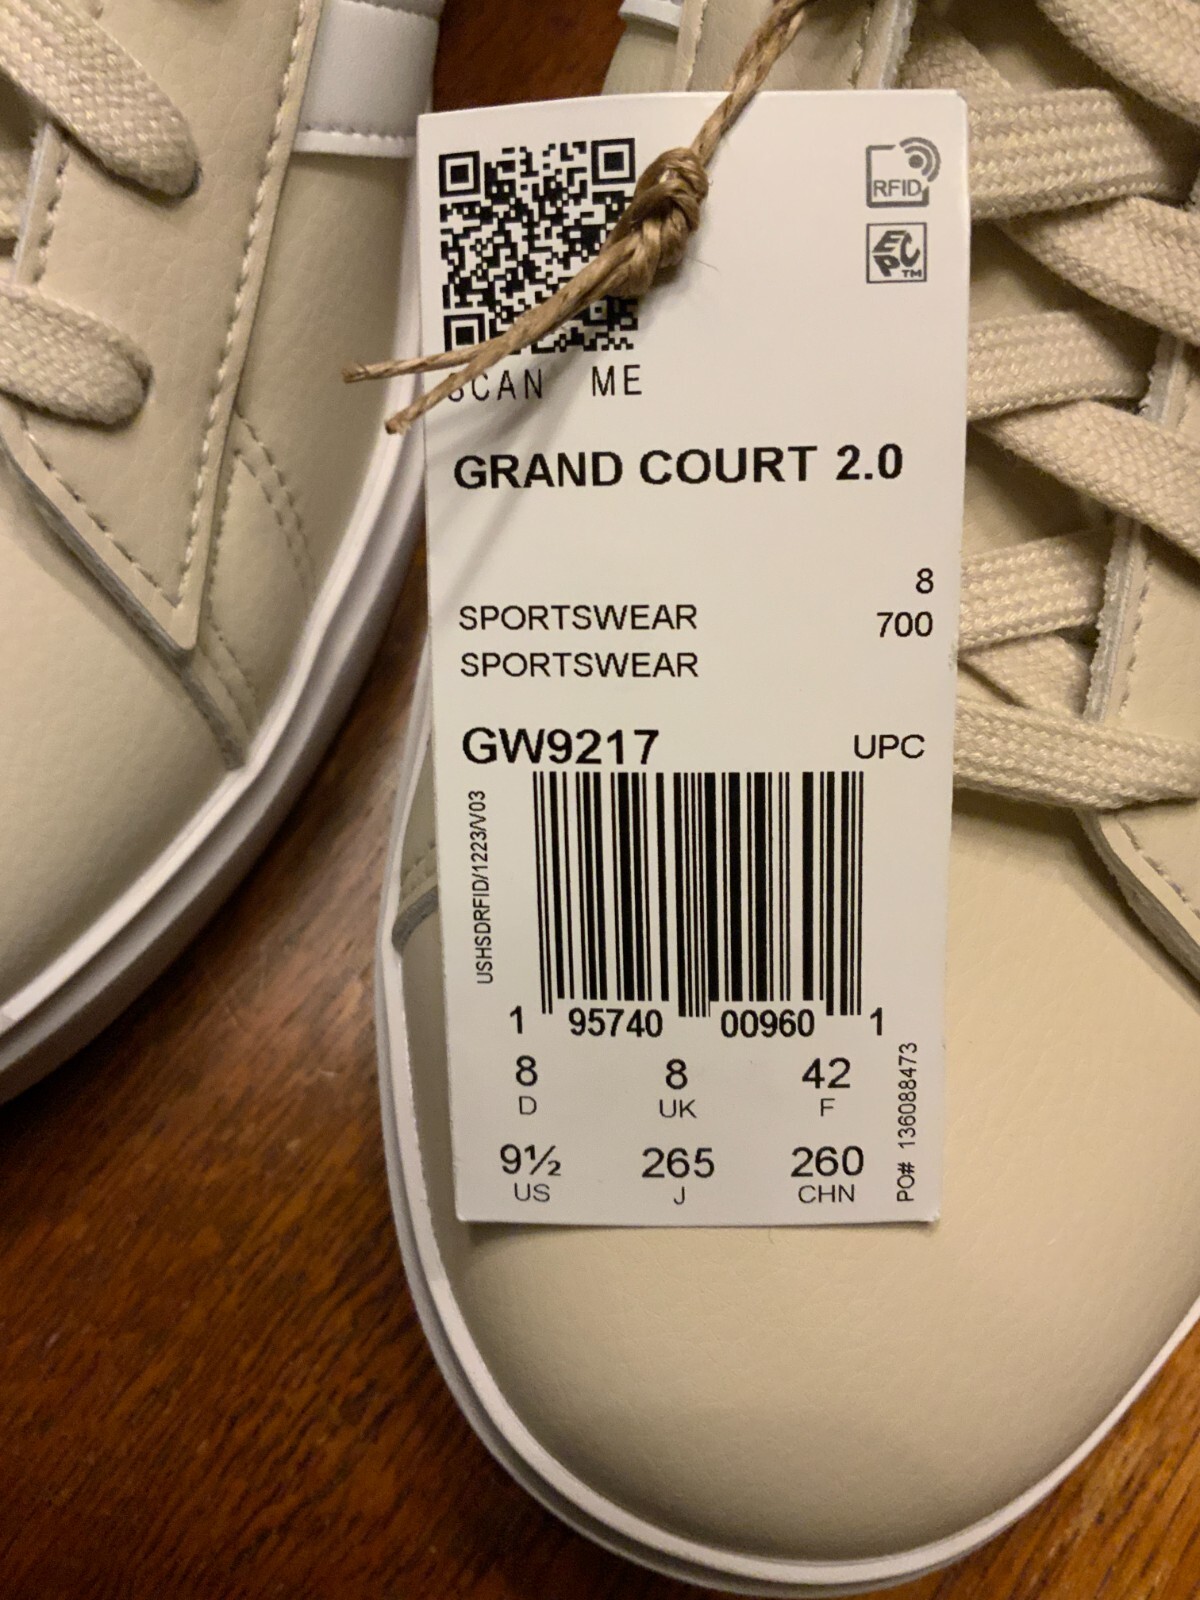 RFID
EPC™
SCAN ME
GRAND COURT 2.0
8
SPORTSWEAR 700
SPORTSWEAR
GW9217 UPC
USHSDRFID/1223/V03
1 95740 00960 1
8 8 42
D UK F
9½ 265 260
US J CHN
PO# 136088473